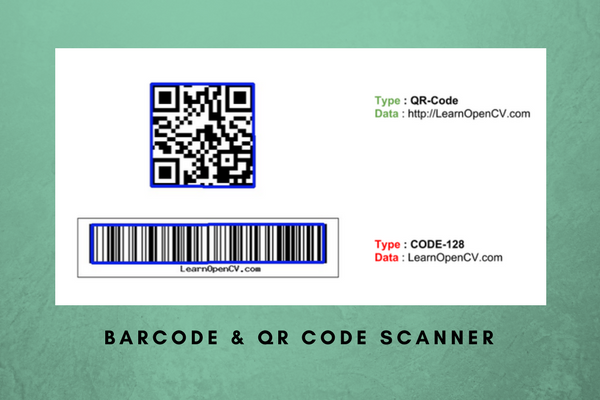 Type : QR-Code
Data : http://LearnOpenCV.com
LearnOpenCV.com
Type : CODE-128
Data : LearnOpenCV.com
BARCODE & QR CODE SCANNER